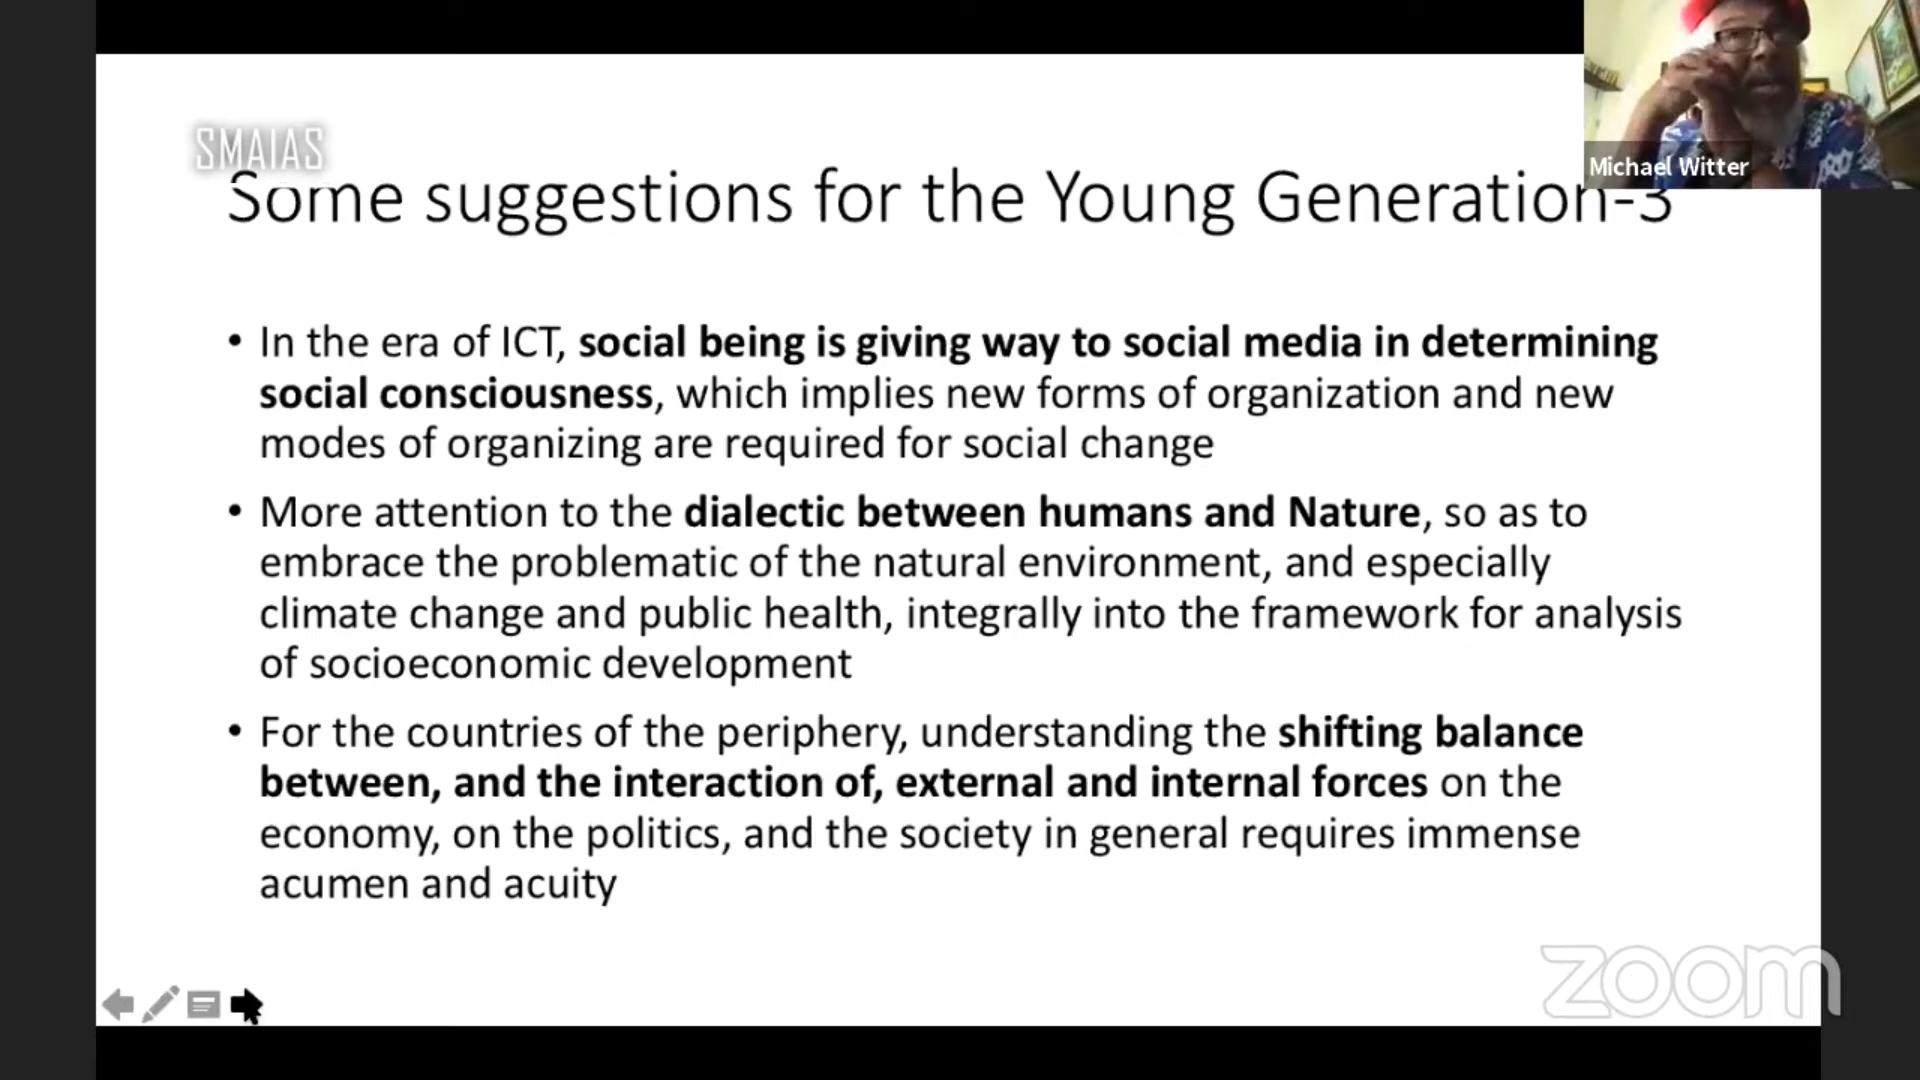 SMAIAS
Michael Witter
Some suggestions for the Young Generation-3
• In the era of ICT, social being is giving way to social media in determining
social consciousness, which implies new forms of organization and new
modes of organizing are required for social change
• More attention to the dialectic between humans and Nature, so as to
embrace the problematic of the natural environment, and especially
climate change and public health, integrally into the framework for analysis
of socioeconomic development
• For the countries of the periphery, understanding the shifting balance
between, and the interaction of, external and internal forces on the
economy, on the politics, and the society in general requires immense
acumen and acuity
zoom